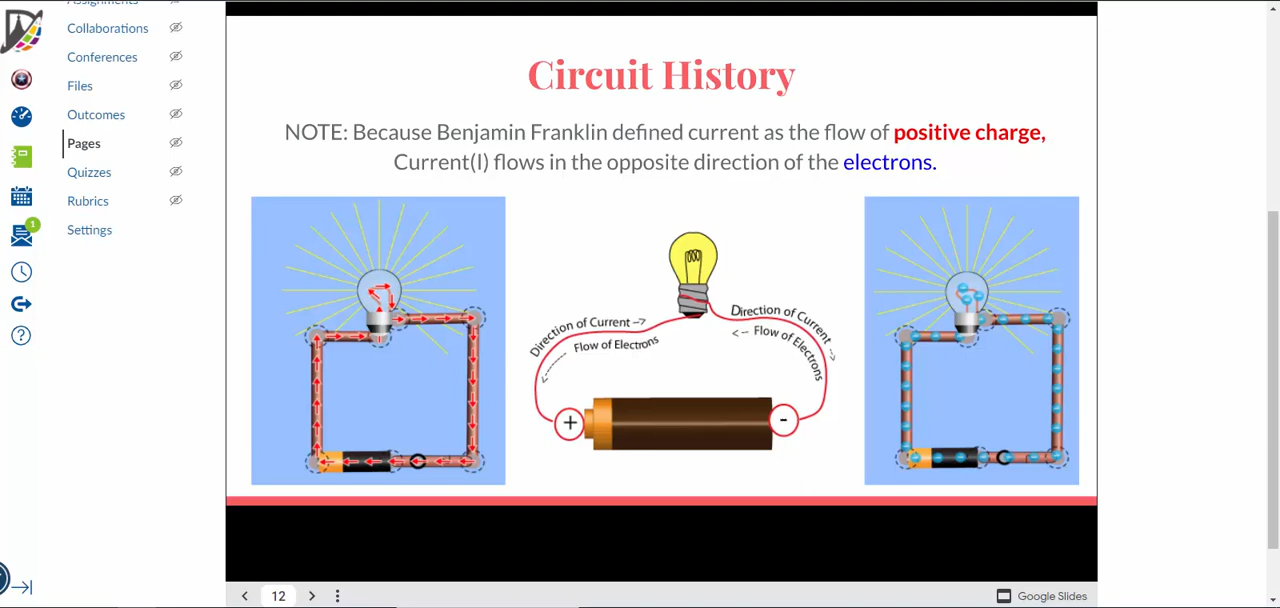 Assignments
Collaborations
Conferences
Files
Outcomes
Pages
Quizzes
Rubrics
Settings
1
Circuit History
NOTE: Because Benjamin Franklin defined current as the flow of positive charge,
Current(I) flows in the opposite direction of the electrons.
Direction of Current -->
<------- Flow of Electrons
Direction of Current -->
<-- Flow of Electrons
+
-
12
Google Slides